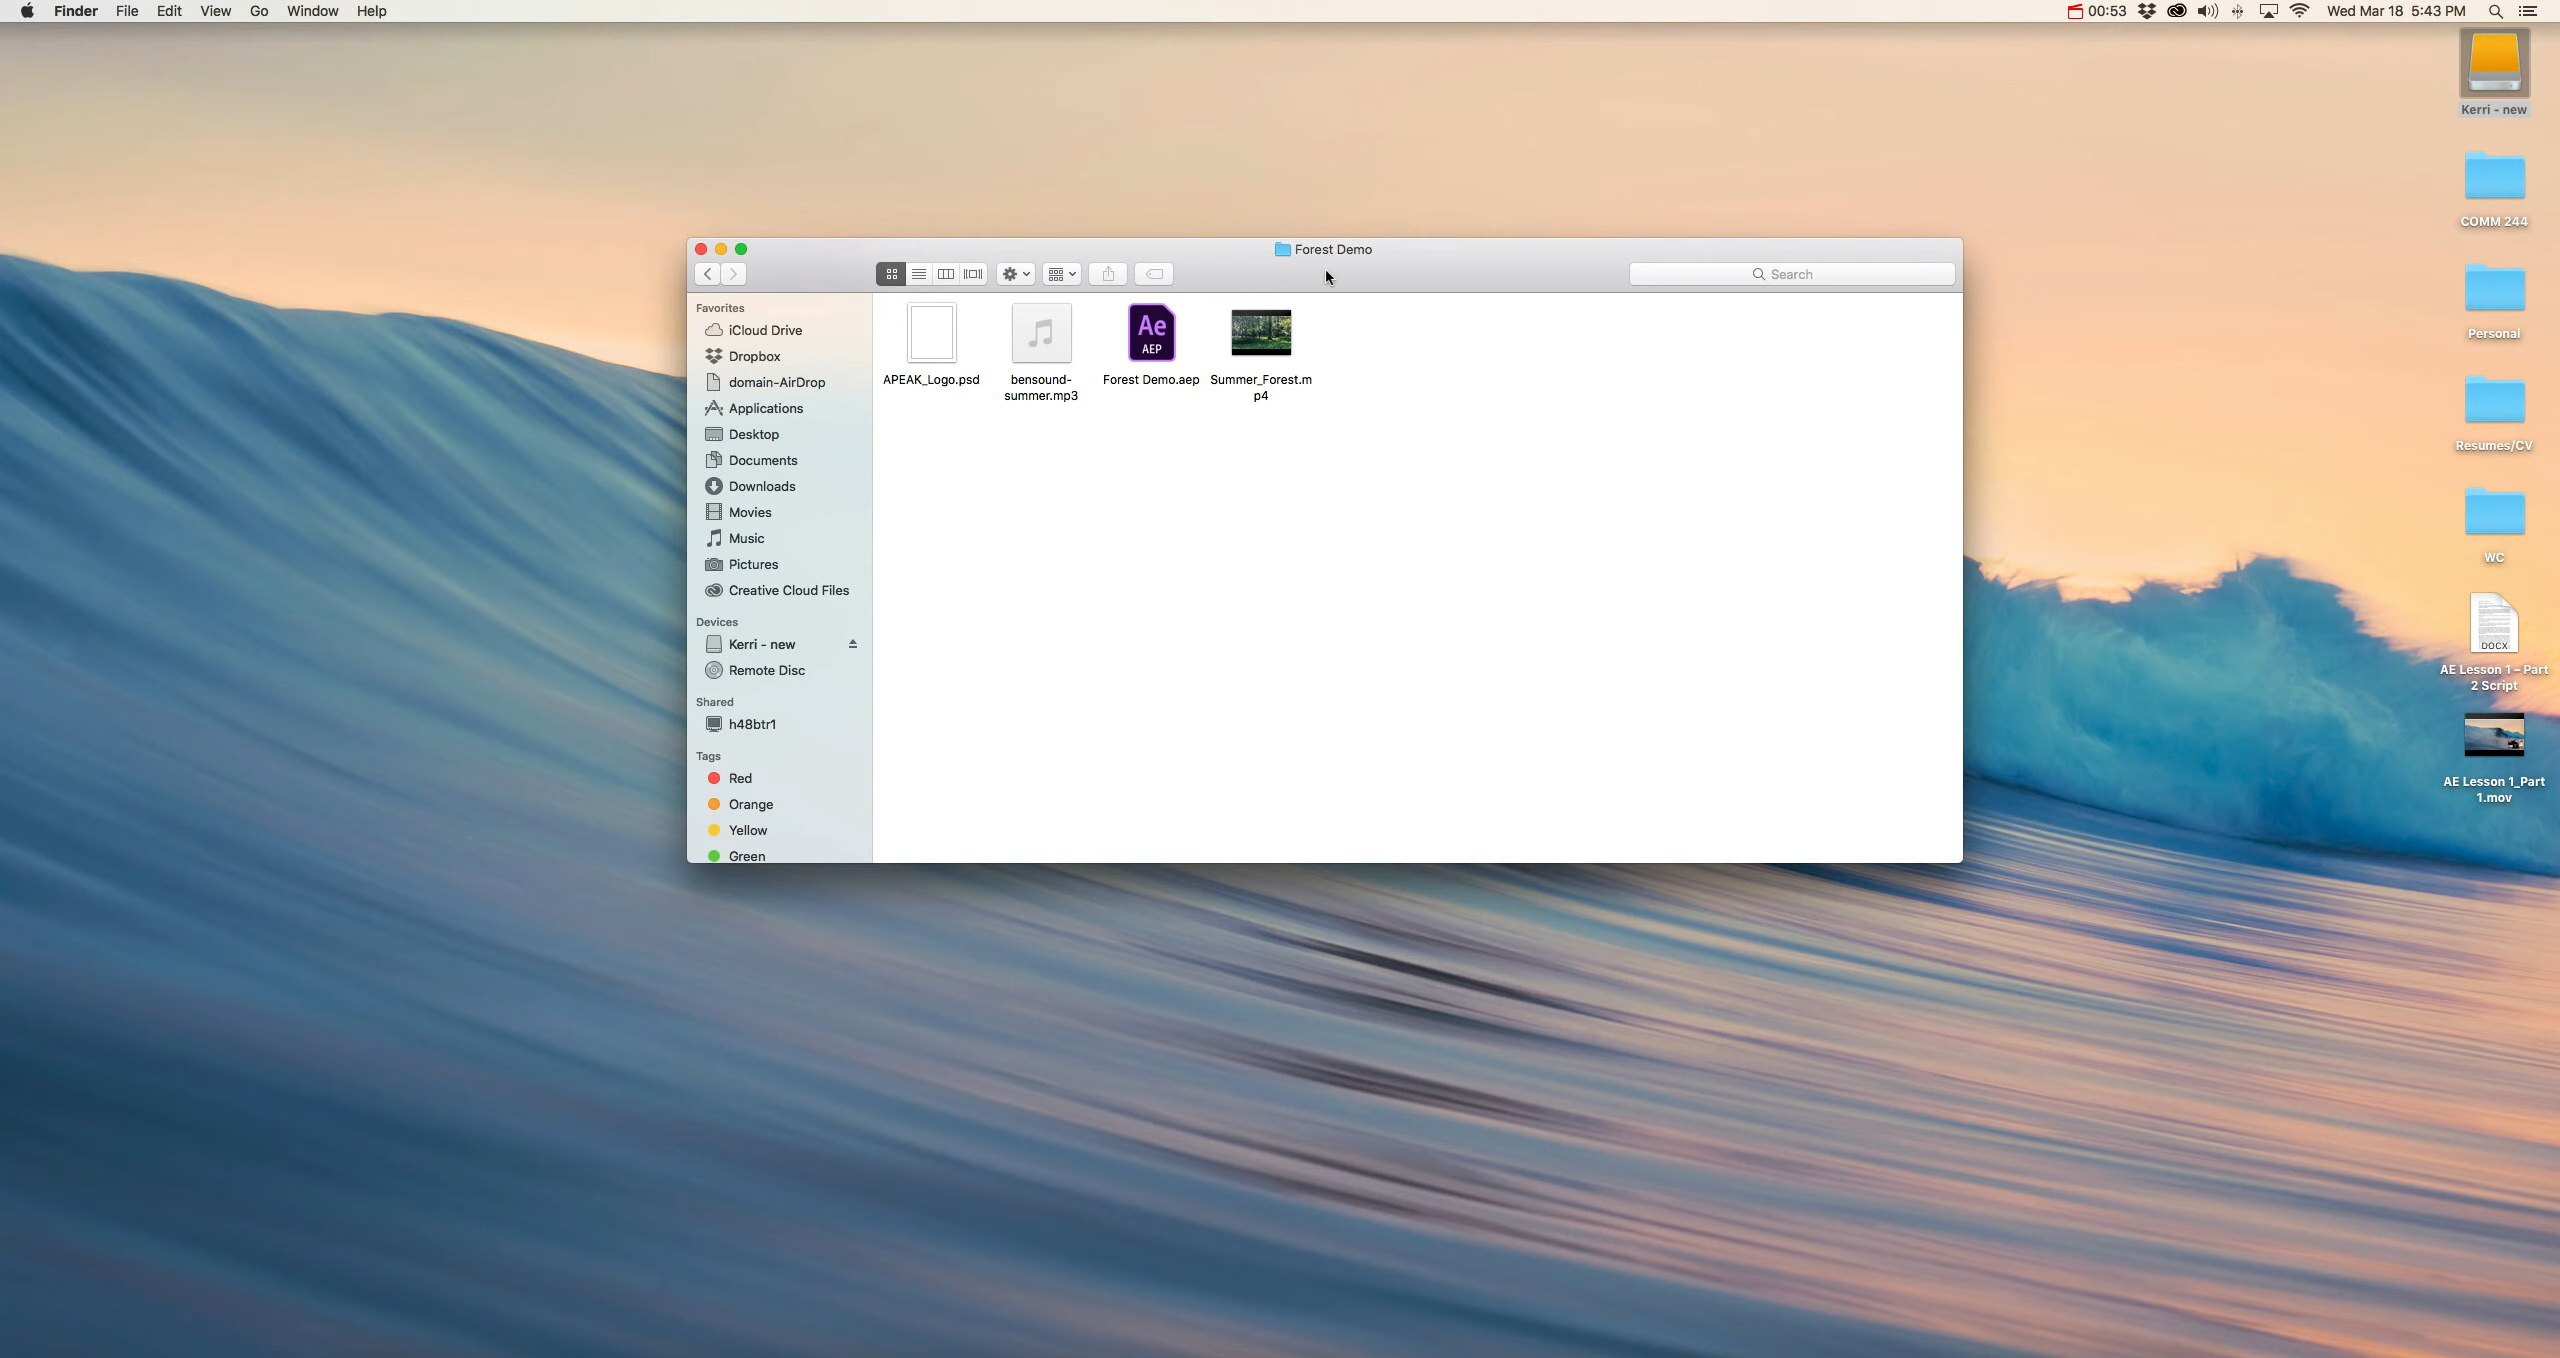 Finder File Edit View Go Window Help 00:53 Wed Mar 18 5:43 PM
Kerri - new
COMM 244
Personal
Resumes/CV
WC
DOCX
AE Lesson 1 – Part
2 Script
AE Lesson 1_Part
1.mov
Forest Demo
Search
Favorites
iCloud Drive
Dropbox
domain-AirDrop
Applications
Desktop
Documents
Downloads
Movies
Music
Pictures
Creative Cloud Files
Devices
Kerri - new
Remote Disc
Shared
h48btr1
Tags
Red
Orange
Yellow
Green
APEAK_Logo.psd
bensound-
summer.mp3
Ae
AEP
Forest Demo.aep
Summer_Forest.m
p4